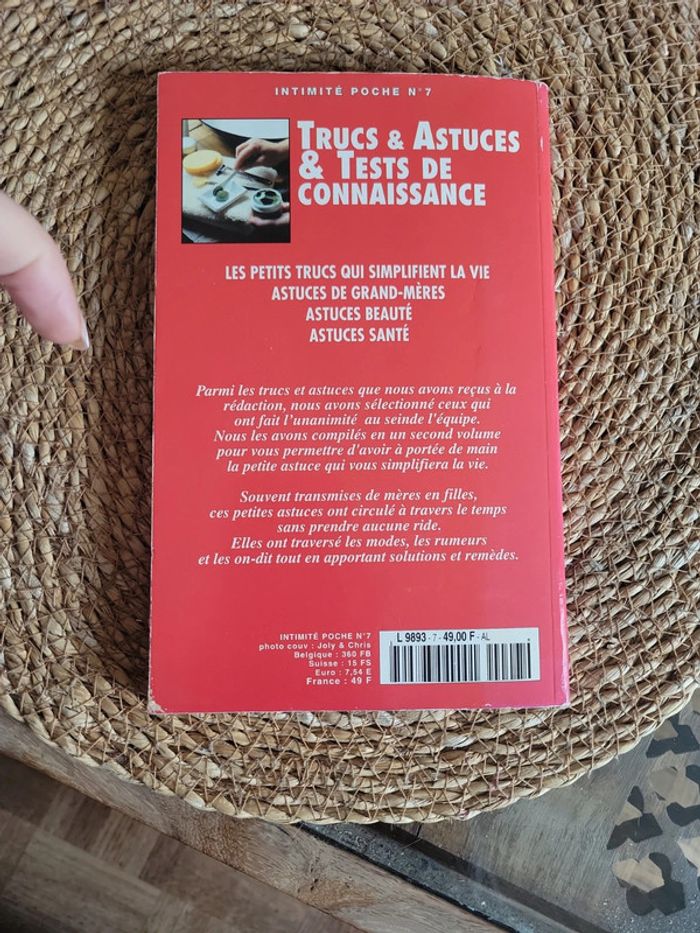 INTIMITÉ POCHE N°7
TRUCS & ASTUCES
& TESTS DE
CONNAISSANCE
LES PETITS TRUCS QUI SIMPLIFIENT LA VIE
ASTUCES DE GRAND-MÈRES
ASTUCES BEAUTÉ
ASTUCES SANTÉ
Parmi les trucs et astuces que nous avons reçus à la
rédaction, nous avons sélectionné ceux qui
ont fait l'unanimité au seinde l'équipe.
Nous les avons compilés en un second volume
pour vous permettre d'avoir à portée de main
la petite astuce qui vous simplifiera la vie.
Souvent transmises de mères en filles,
ces petites astuces ont circulé à travers le temps
sans prendre aucune ride.
Elles ont traversé les modes, les rumeurs
et les on-dit tout en apportant solutions et remèdes.
INTIMITÉ POCHE N°7
photo couv : Joly & Chris
Belgique : 360 FB
Suisse : 15 FS
Euro : 7,54 E
France : 49 F
L 9893 - 7 - 49,00 F - AL